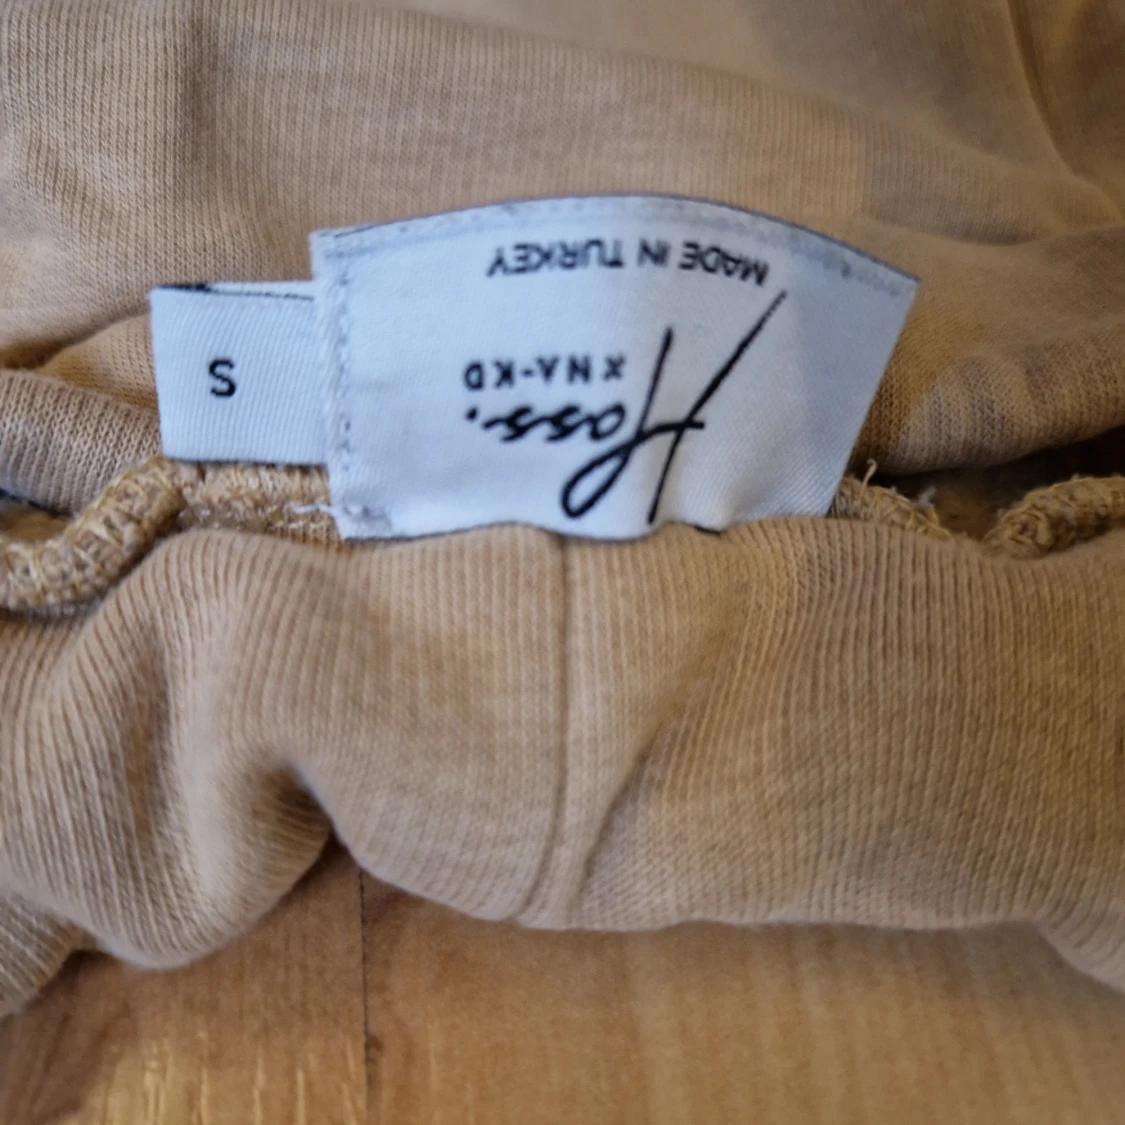 Hoss.
X NA-KD
MADE IN TURKEY
S